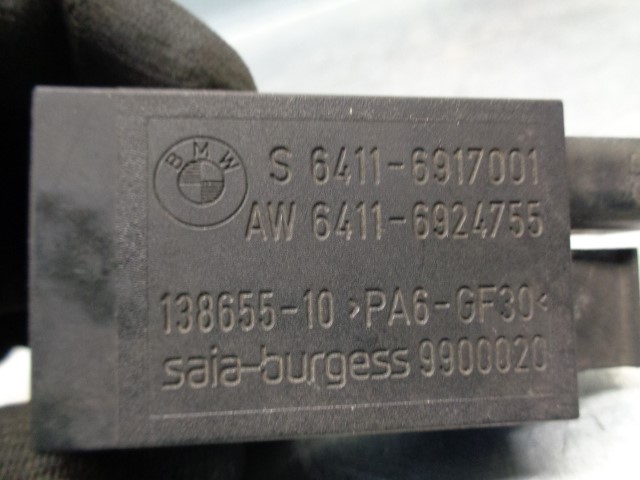 BMW
S 6411-6917001
AW 6411-6924755
138655-10 >PA6-GF30<
saia-burgess 9900020